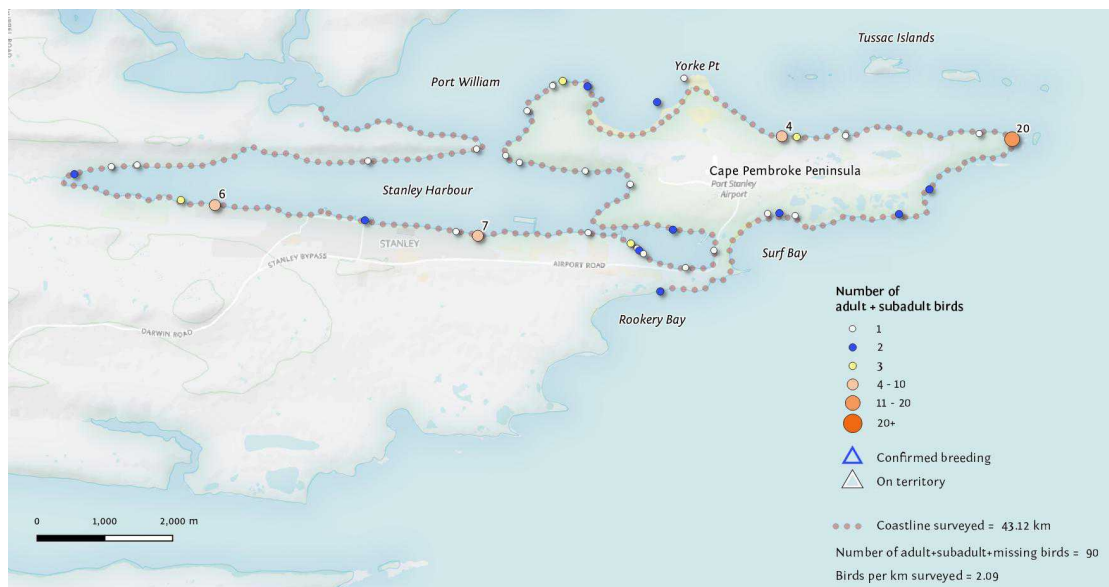 Tussac Islands
Yorke Pt
Port William
4
20
Cape Pembroke Peninsula
Port Stanley
Airport
Stanley Harbour
6
7
STANLEY
STANLEY BYPASS
AIRPORT ROAD
Surf Bay
DARWIN ROAD
Rookery Bay
Number of
adult + subadult birds
1
2
3
4 - 10
11 - 20
20+
Confirmed breeding
On territory
Coastline surveyed = 43.12 km
Number of adult+subadult+missing birds = 90
Birds per km surveyed = 2.09
0 1,000 2,000 m